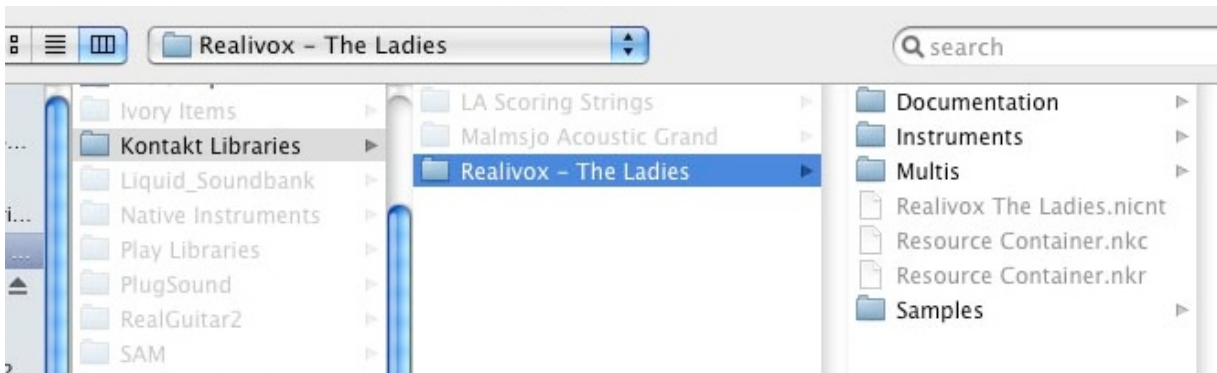 Realivox – The Ladies
search
Ivory Items
Kontakt Libraries
Liquid_Soundbank
Native Instruments
Play Libraries
PlugSound
RealGuitar2
SAM
LA Scoring Strings
Malmsjo Acoustic Grand
Realivox – The Ladies
Documentation
Instruments
Multis
Realivox The Ladies.nicnt
Resource Container.nkc
Resource Container.nkr
Samples